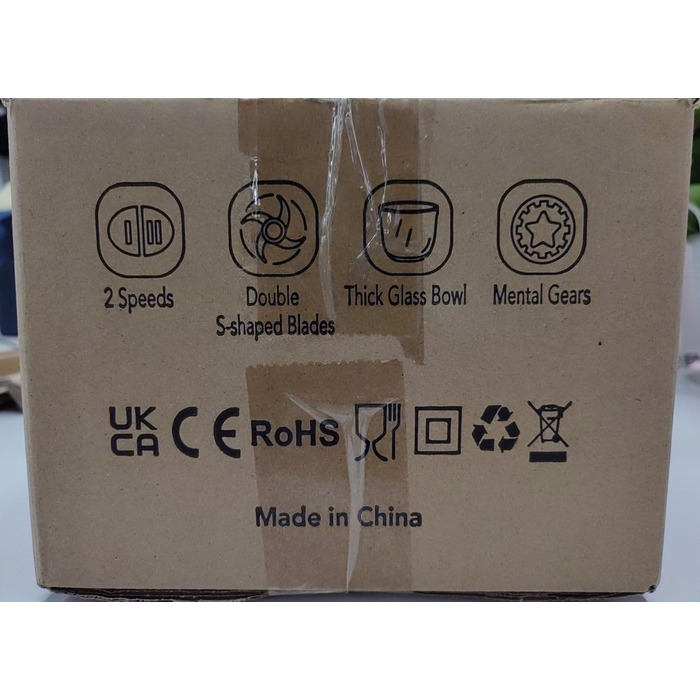 2 Speeds
Double
S-shaped Blades
Thick Glass Bowl
Mental Gears
UK
CA CE RoHS
Made in China